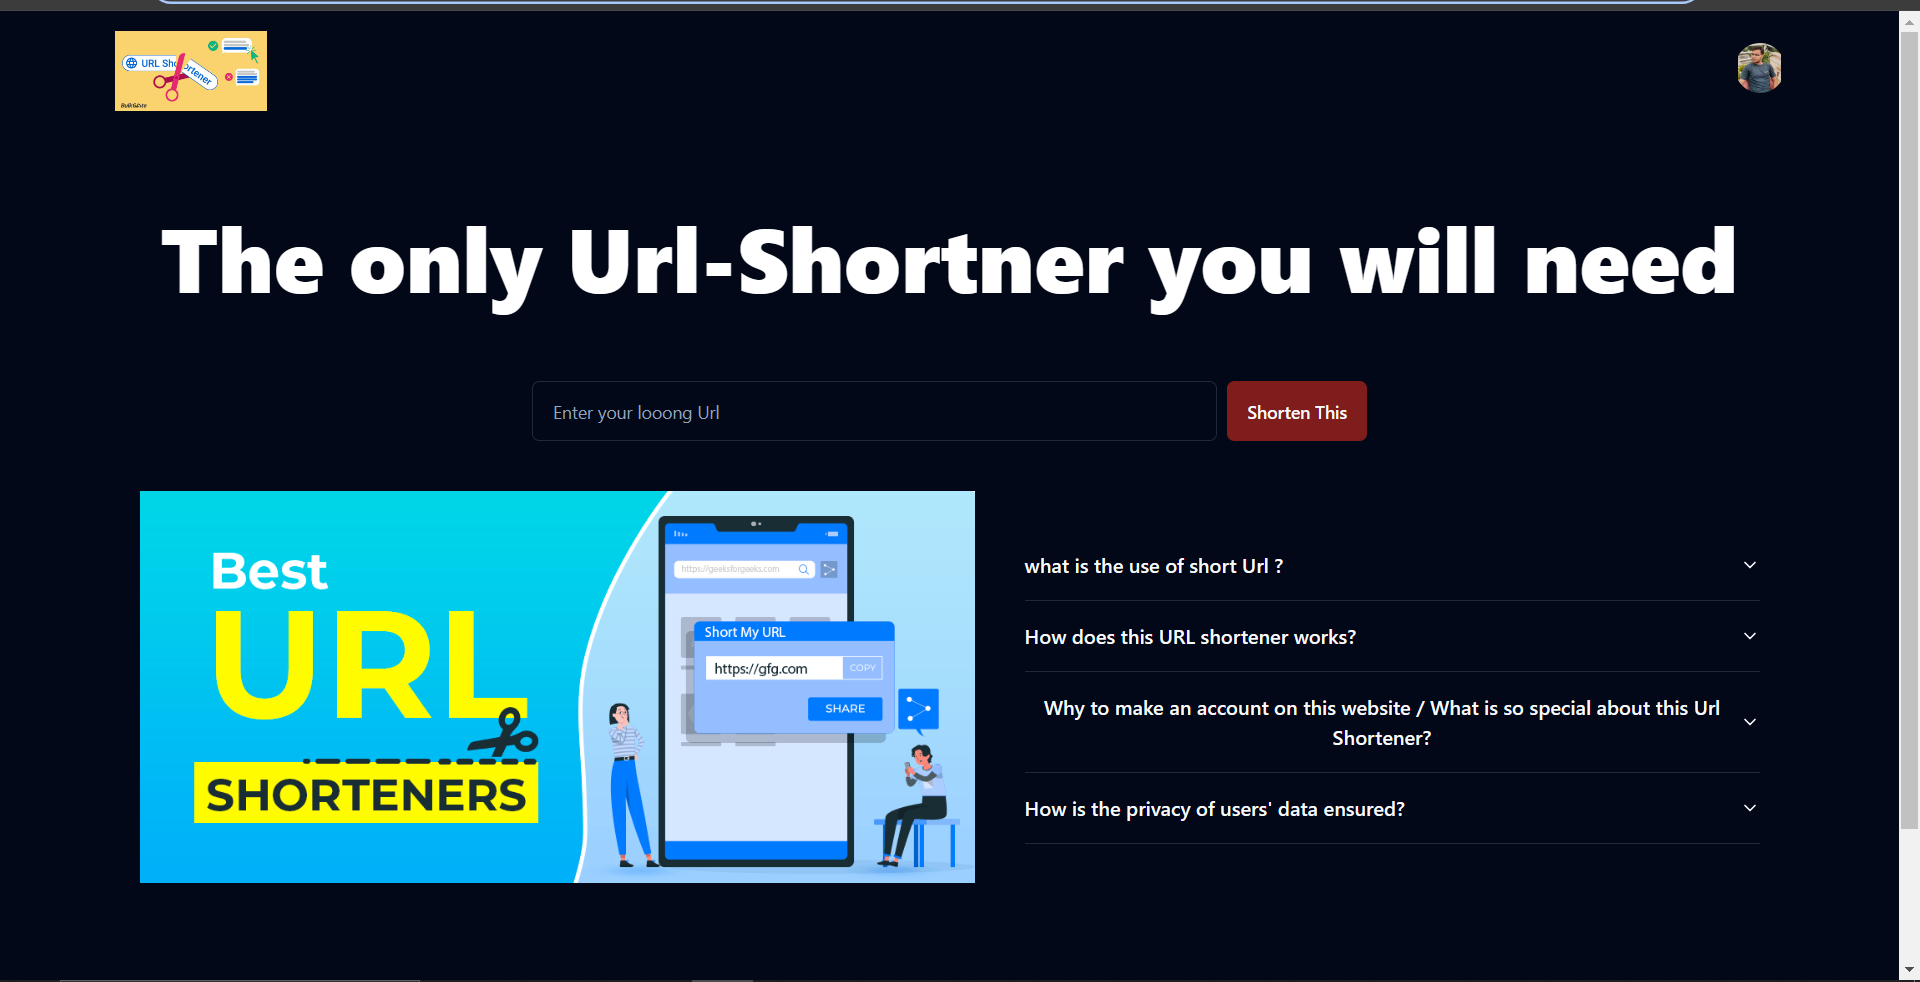 URL Shortener
BulkGate
The only Url-Shortner you will need
Enter your looong Url
Shorten This
Best
URL
SHORTENERS
https://geeksforgeeks.com
Short My URL
https://gfg.com
COPY
SHARE
what is the use of short Url ?
How does this URL shortener works?
Why to make an account on this website / What is so special about this Url
Shortener?
How is the privacy of users' data ensured?